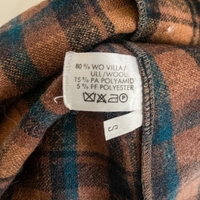 80 % WO VILLA/
ULL/WOOL
15 % PA POLYAMID
5 % PF POLYESTER
S